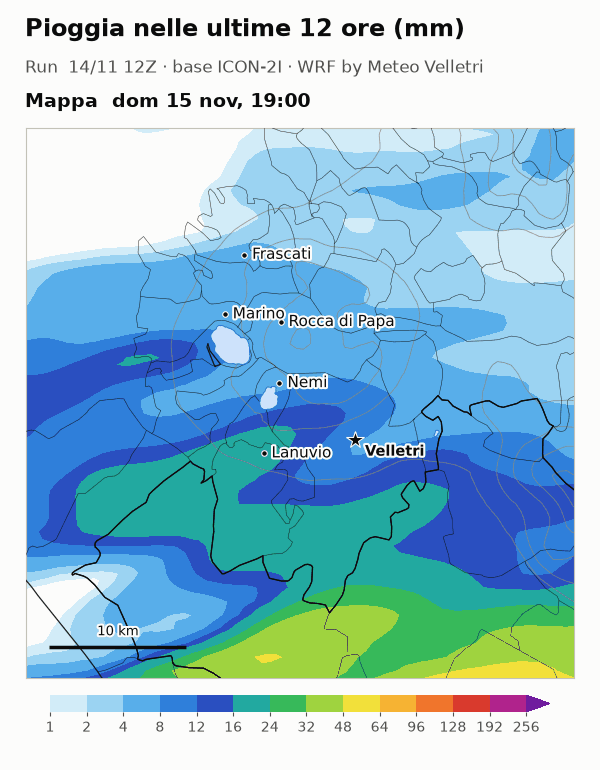 Pioggia nelle ultime 12 ore (mm)
Run 14/11 12Z · base ICON-2I · WRF by Meteo Velletri
Mappa dom 15 nov, 19:00
Frascati
Marino
Rocca di Papa
Nemi
Velletri
Lanuvio
10 km
1 2 4 8 12 16 24 32 48 64 96 128 192 256